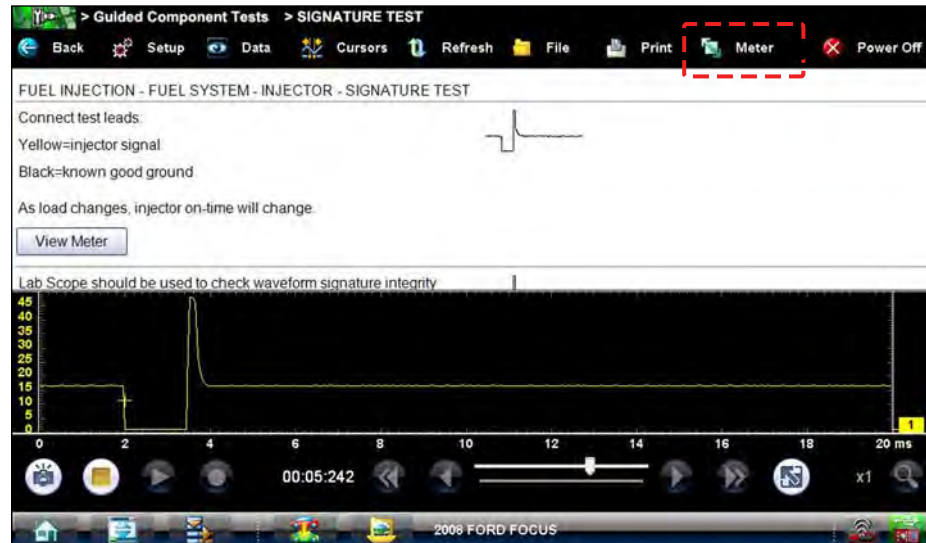 > Guided Component Tests > SIGNATURE TEST
Back Setup Data Cursors Refresh File Print Meter Power Off
FUEL INJECTION - FUEL SYSTEM - INJECTOR - SIGNATURE TEST
Connect test leads:
Yellow=injector signal
Black=known good ground
As load changes, injector on-time will change.
View Meter
Lab Scope should be used to check waveform signature integrity
45
40
35
30
25
20
15
10
5
0
1
0 2 4 6 8 10 12 14 16 18 20 ms
00:05:242 x1
2008 FORD FOCUS